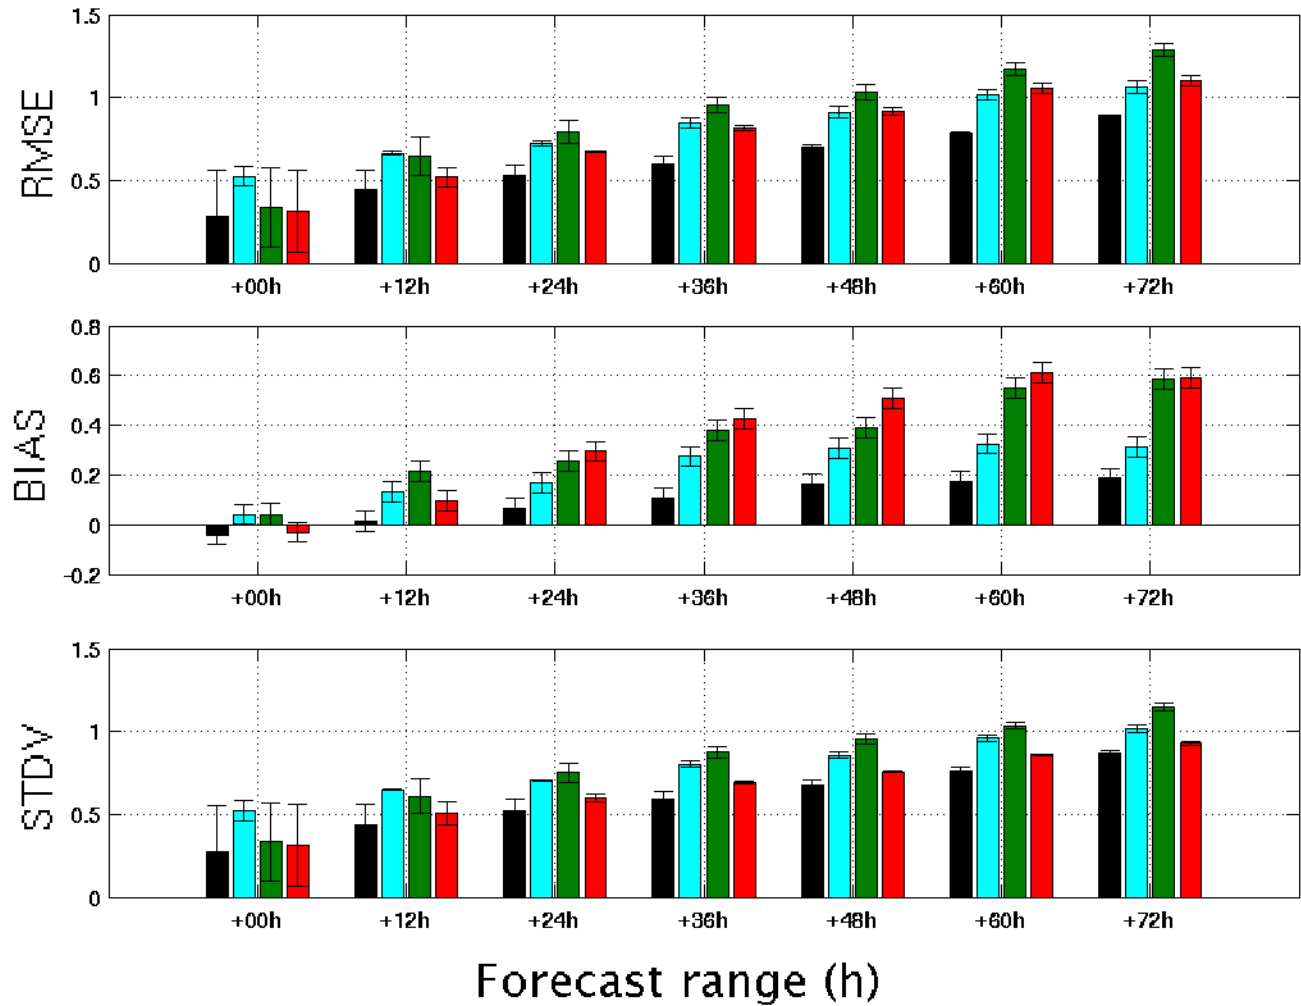 RMSE
1.5
1
0.5
0
+00h +12h +24h +36h +48h +60h +72h
BIAS
0.8
0.6
0.4
0.2
0
-0.2
+00h +12h +24h +36h +48h +60h +72h
STDV
1.5
1
0.5
0
+00h +12h +24h +36h +48h +60h +72h
Forecast range (h)